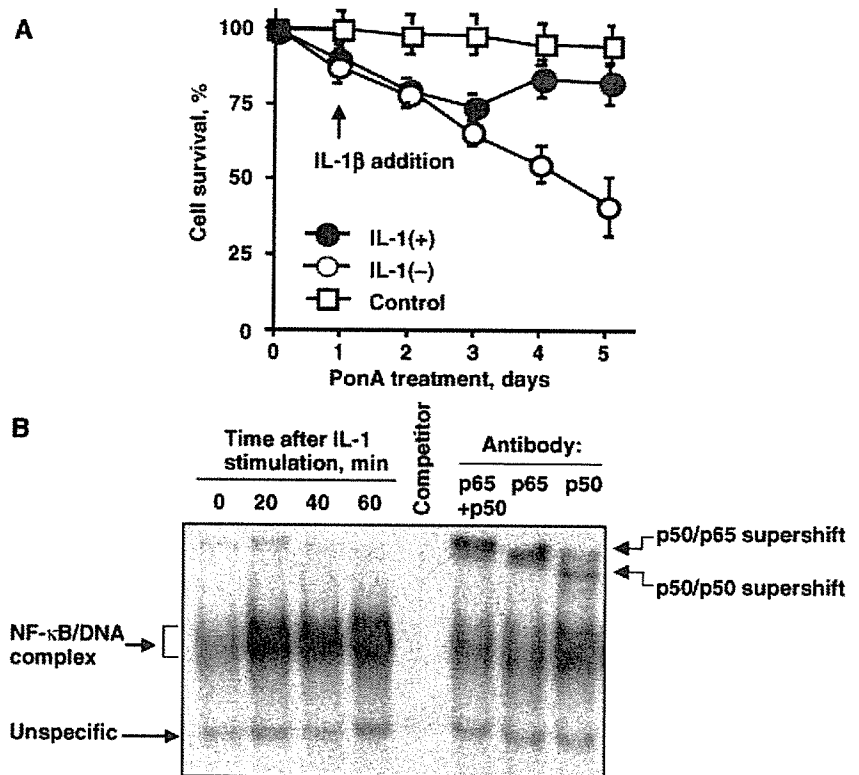 A
100
75
50
25
0
Cell survival, %
IL-1β addition
IL-1(+)
IL-1(–)
Control
0 1 2 3 4 5
PonA treatment, days
B
Time after IL-1
stimulation, min
0 20 40 60
Competitor
Antibody:
p65 p65 p50
+p50
p50/p65 supershift
p50/p50 supershift
NF-κB/DNA
complex
Unspecific